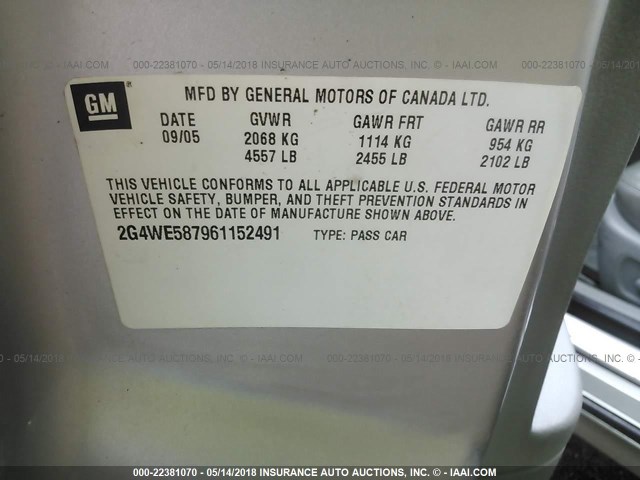 000-22381070 - 05/14/2018 INSURANCE AUTO AUCTIONS, INC. - © IAAI.COM
GM
MFD BY GENERAL MOTORS OF CANADA LTD.
DATE GVWR GAWR FRT GAWR RR
09/05 2068 KG 1114 KG 954 KG
4557 LB 2455 LB 2102 LB
THIS VEHICLE CONFORMS TO ALL APPLICABLE U.S. FEDERAL MOTOR
VEHICLE SAFETY, BUMPER, AND THEFT PREVENTION STANDARDS IN
EFFECT ON THE DATE OF MANUFACTURE SHOWN ABOVE.
2G4WE587961152491 TYPE: PASS CAR
000-22381070 - 05/14/2018 INSURANCE AUTO AUCTIONS, INC. - © IAAI.COM